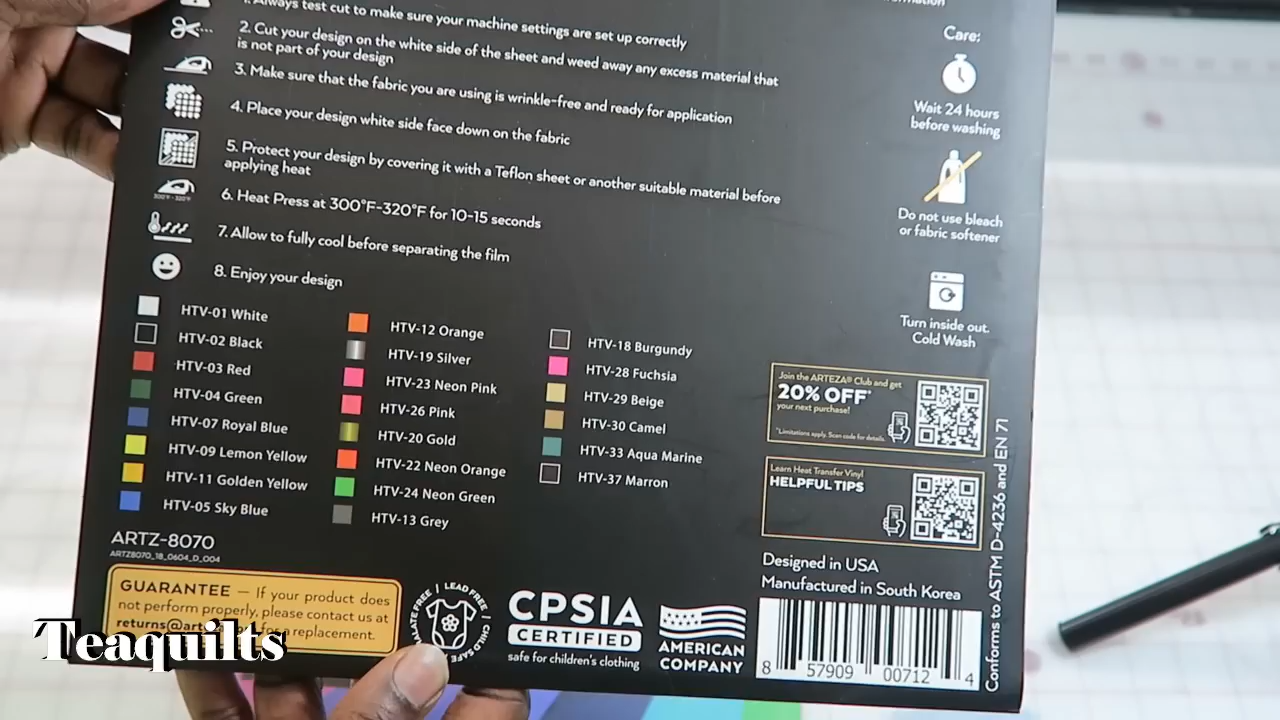 1. Always test cut to make sure your machine settings are set up correctly
2. Cut your design on the white side of the sheet and weed away any excess material that
is not part of your design
3. Make sure that the fabric you are using is wrinkle-free and ready for application
4. Place your design white side face down on the fabric
5. Protect your design by covering it with a Teflon sheet or another suitable material before
applying heat
300°F - 320°F
6. Heat Press at 300°F-320°F for 10-15 seconds
7. Allow to fully cool before separating the film
8. Enjoy your design
Care:
Wait 24 hours
before washing
Do not use bleach
or fabric softener
Turn inside out.
Cold Wash
HTV-01 White
HTV-02 Black
HTV-03 Red
HTV-04 Green
HTV-07 Royal Blue
HTV-09 Lemon Yellow
HTV-11 Golden Yellow
HTV-05 Sky Blue
HTV-12 Orange
HTV-19 Silver
HTV-23 Neon Pink
HTV-26 Pink
HTV-20 Gold
HTV-22 Neon Orange
HTV-24 Neon Green
HTV-13 Grey
HTV-18 Burgundy
HTV-28 Fuchsia
HTV-29 Beige
HTV-30 Camel
HTV-33 Aqua Marine
HTV-37 Marron
Join the ARTEZA® Club and get
20% OFF*
your next purchase!
*Limitations apply. Scan code for details.
Learn Heat Transfer Vinyl
HELPFUL TIPS
ARTZ-8070
ARTZ8070_18_0604_D_004
GUARANTEE — If your product does
not perform properly, please contact us at
replacement.
Teaquilts
LEAD FREE | CHILD SAFE
CPSIA
CERTIFIED
safe for children's clothing
AMERICAN
COMPANY
Designed in USA
Manufactured in South Korea
8 57909 00712 4
Conforms to ASTM D-4236 and EN 71